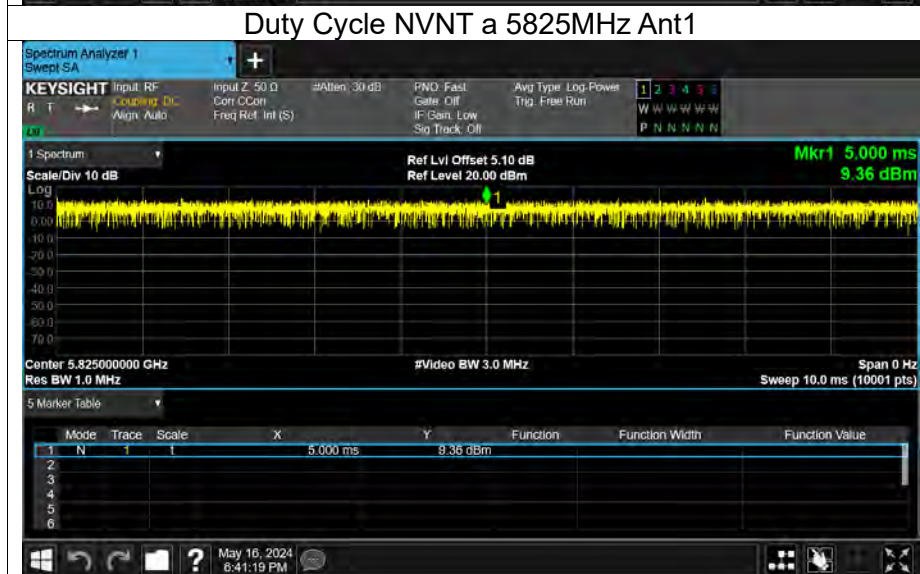 Duty Cycle NVNT a 5825MHz Ant1
Spectrum Analyzer 1
Swept SA
+
KEYSIGHT Input: RF Input Z: 50 Ω #Atten: 30 dB PNO: Fast Avg Type: Log-Power 1 2 3 4 5 6
R T Coupling: DC Corr CCorr Gate: Off Trig: Free Run W W W W W W
Align: Auto Freq Ref: Int (S) IF Gain: Low
LXI Sig Track: Off P N N N N N
1 Spectrum Ref Lvl Offset 5.10 dB Mkr1 5.000 ms
Scale/Div 10 dB Ref Level 20.00 dBm 9.36 dBm
Log
10.0
1
0.00
-10.0
-20.0
-30.0
-40.0
-50.0
-60.0
-70.0
Center 5.825000000 GHz #Video BW 3.0 MHz Span 0 Hz
Res BW 1.0 MHz Sweep 10.0 ms (10001 pts)
5 Marker Table
Mode Trace Scale X Y Function Function Width Function Value
1 N 1 t 5.000 ms 9.36 dBm
2
3
4
5
6
? May 16, 2024
6:41:19 PM